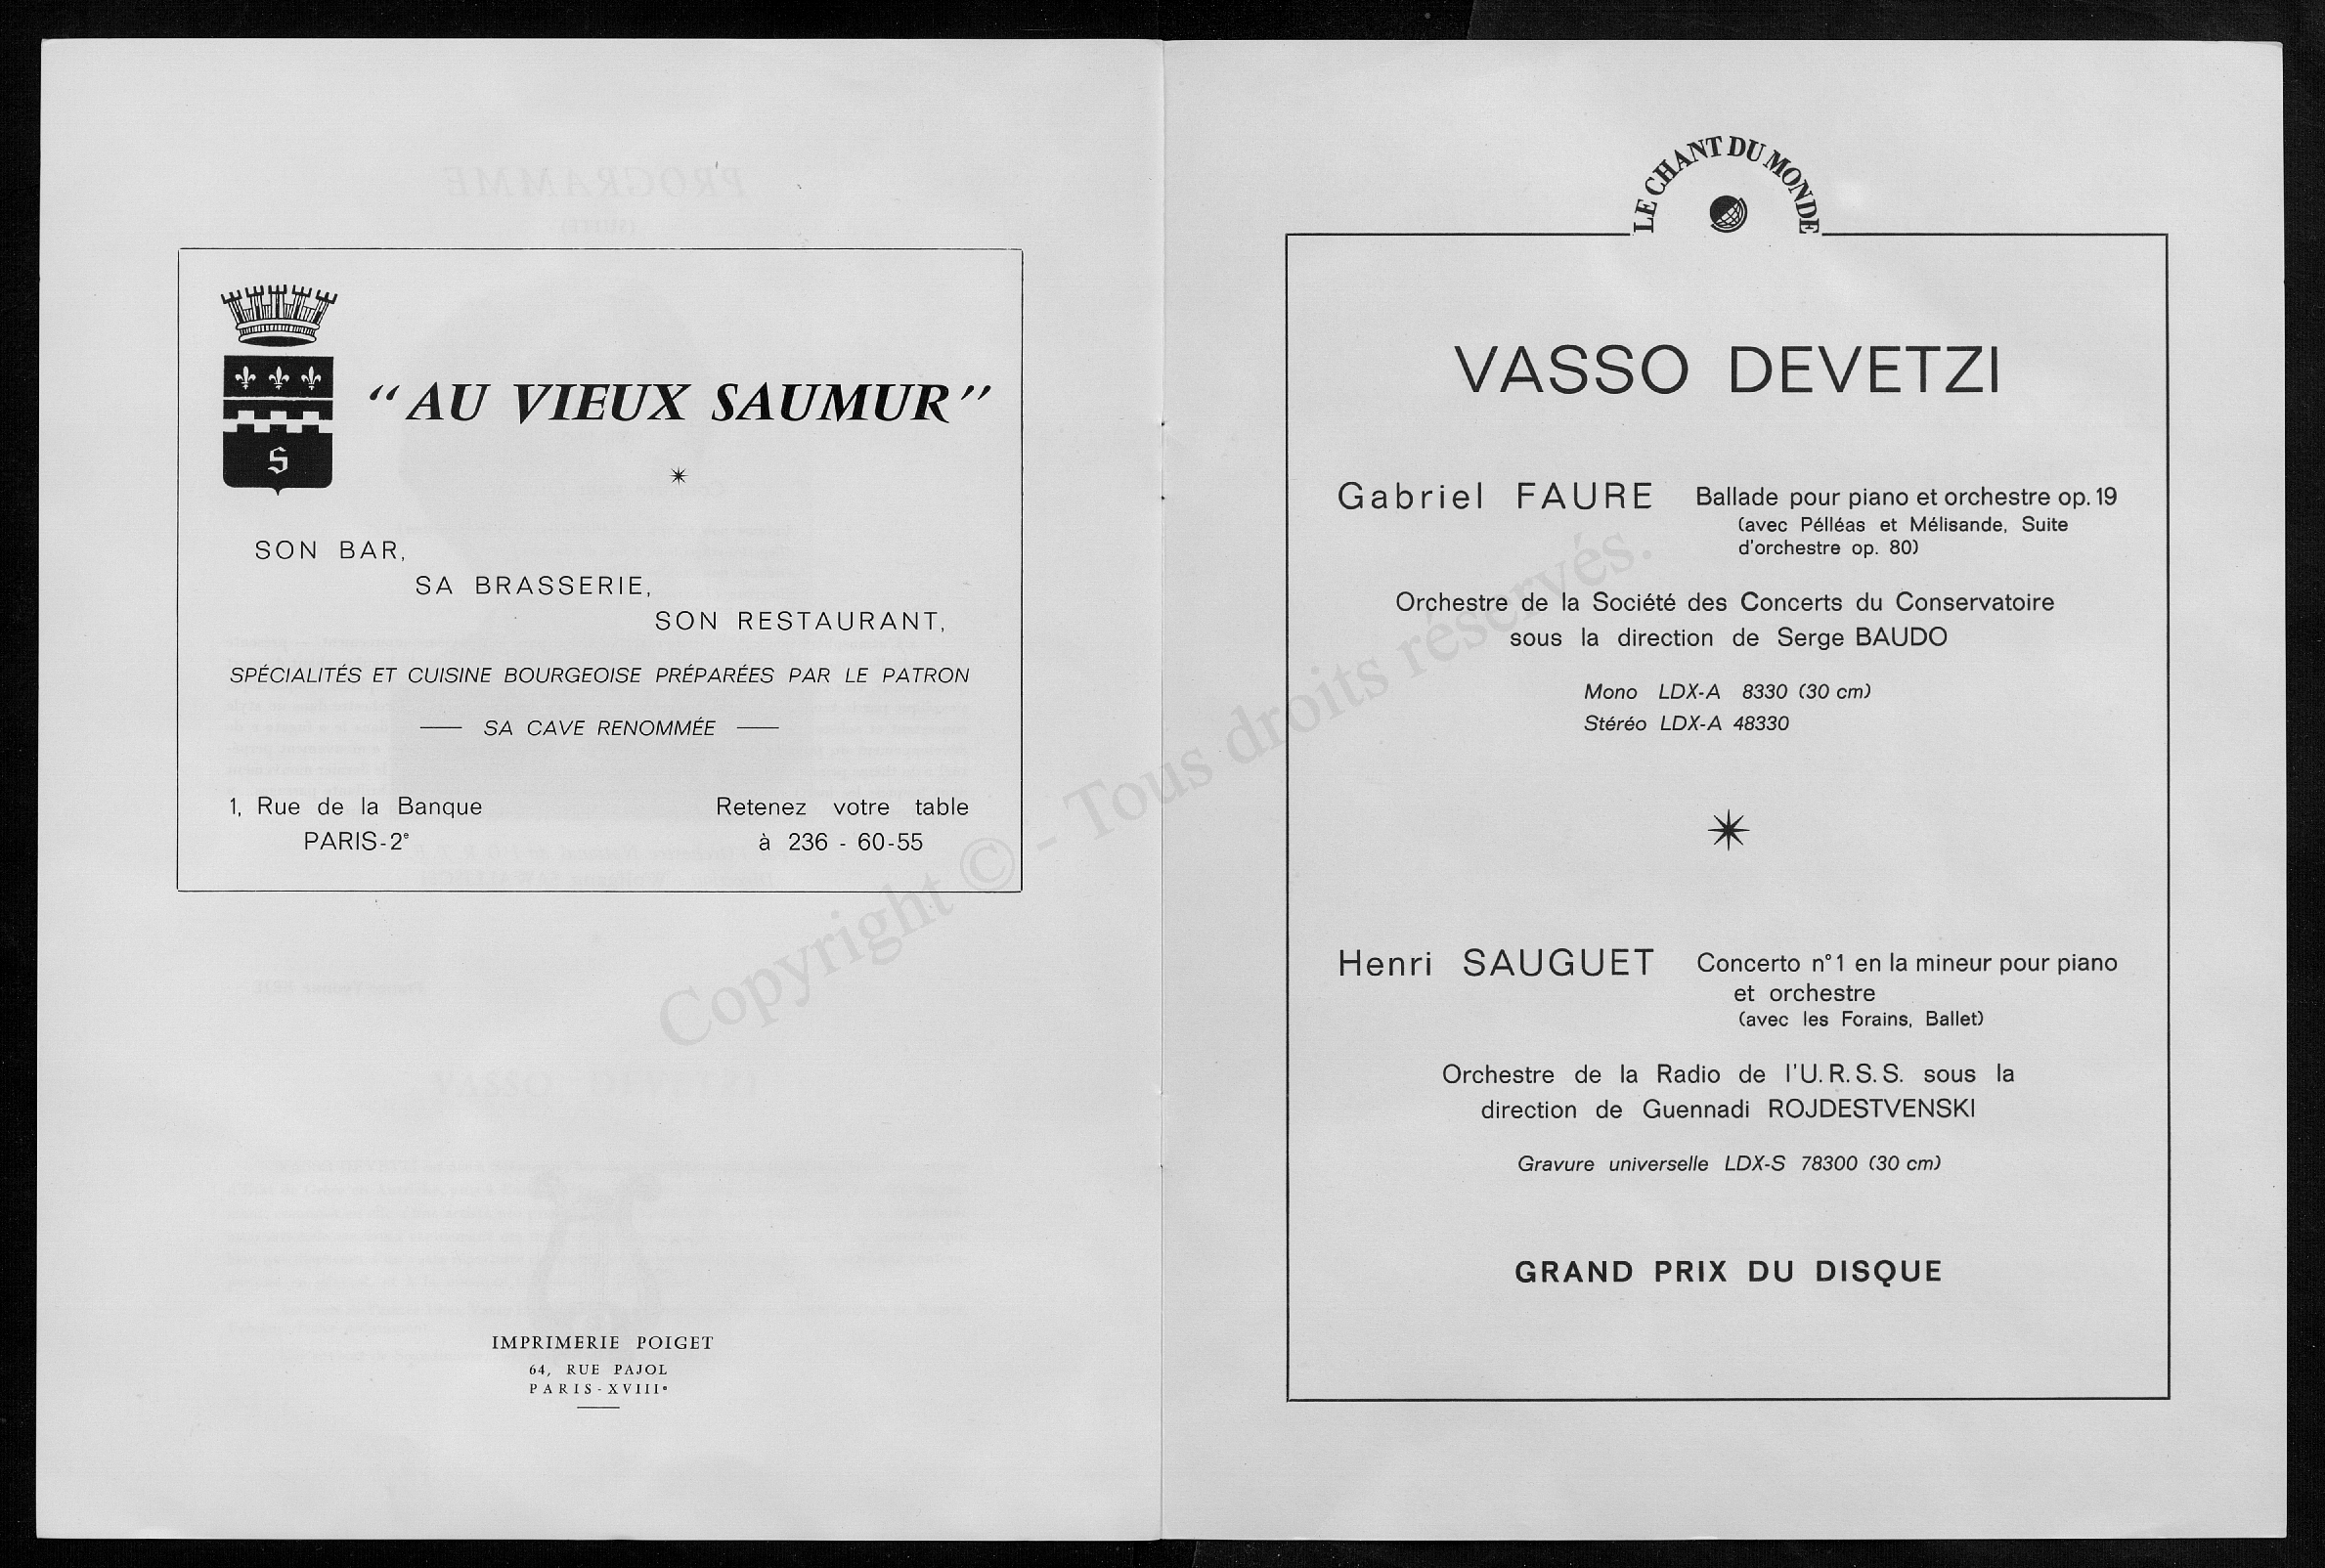 S
“AU VIEUX SAUMUR”
SON BAR,
SA BRASSERIE,
SON RESTAURANT,
SPÉCIALITÉS ET CUISINE BOURGEOISE PRÉPARÉES PAR LE PATRON
SA CAVE RENOMMÉE
1, Rue de la Banque
PARIS-2e
Retenez votre table
à 236 - 60-55
IMPRIMERIE POIGET
64, RUE PAJOL
PARIS-XVIIIe
LE CHANT DU MONDE
VASSO DEVETZI
Gabriel FAURE Ballade pour piano et orchestre op. 19
(avec Pélléas et Mélisande, Suite
d'orchestre op. 80)
Orchestre de la Société des Concerts du Conservatoire
sous la direction de Serge BAUDO
Mono LDX-A 8330 (30 cm)
Stéréo LDX-A 48330
Henri SAUGUET Concerto n°1 en la mineur pour piano
et orchestre
(avec les Forains, Ballet)
Orchestre de la Radio de l'U.R.S.S. sous la
direction de Guennadi ROJDESTVENSKI
Gravure universelle LDX-S 78300 (30 cm)
GRAND PRIX DU DISQUE
Copyright © - Tous droits réservés.
PROGRAMME
(SUITE)
VASSO DEVETZI